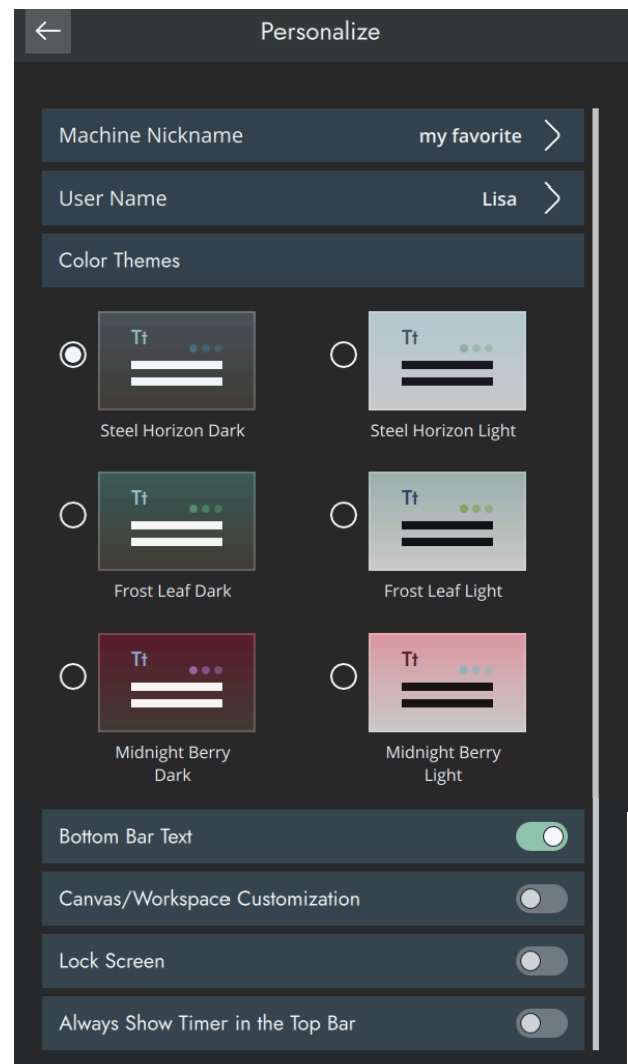 Personalize
Machine Nickname my favorite
User Name Lisa
Color Themes
Tt Tt
Steel Horizon Dark Steel Horizon Light
Tt Tt
Frost Leaf Dark Frost Leaf Light
Tt Tt
Midnight Berry Midnight Berry
Dark Light
Bottom Bar Text
Canvas/Workspace Customization
Lock Screen
Always Show Timer in the Top Bar